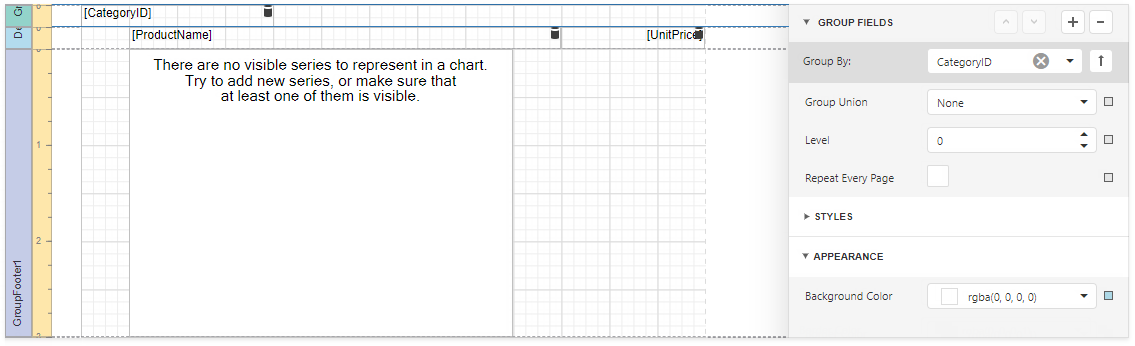 [CategoryID]
[ProductName]
[UnitPrice]
There are no visible series to represent in a chart.
Try to add new series, or make sure that
at least one of them is visible.
GroupFooter1
0
0
1
2
GROUP FIELDS
Group By: CategoryID
Group Union None
Level 0
Repeat Every Page
STYLES
APPEARANCE
Background Color rgba(0, 0, 0, 0)